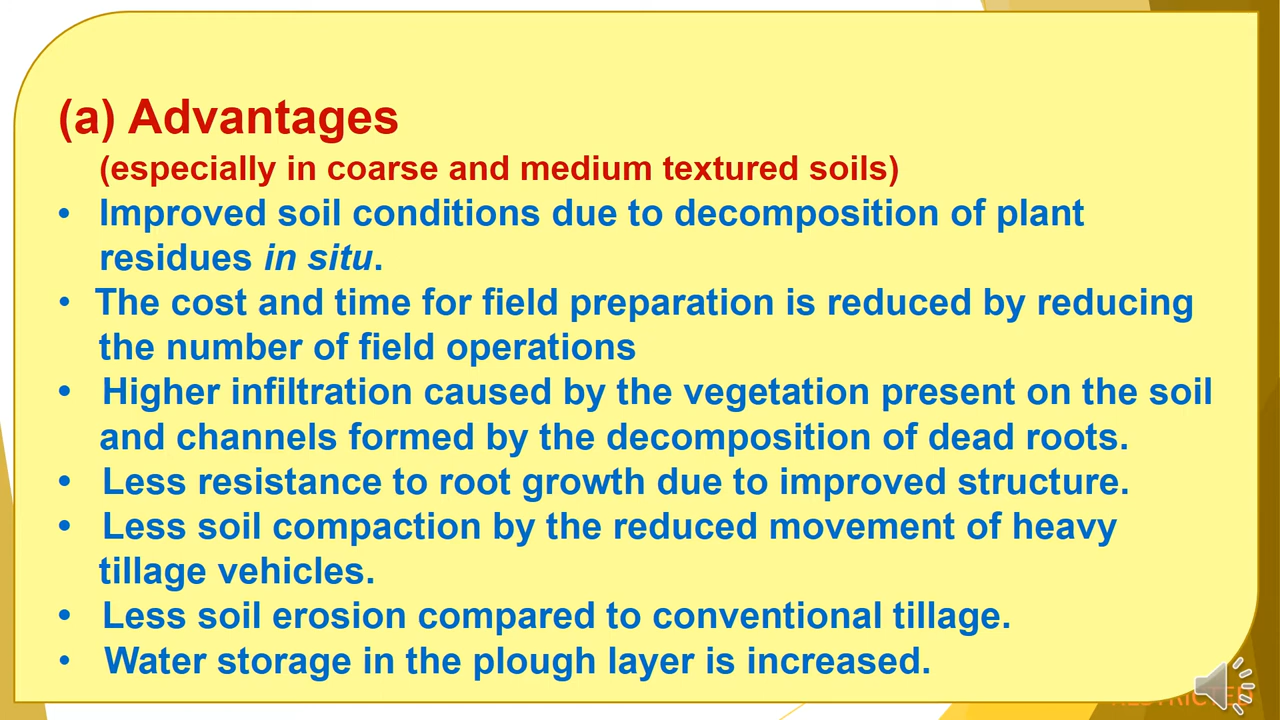 (a) Advantages
(especially in coarse and medium textured soils)
• Improved soil conditions due to decomposition of plant
residues in situ.
• The cost and time for field preparation is reduced by reducing
the number of field operations
• Higher infiltration caused by the vegetation present on the soil
and channels formed by the decomposition of dead roots.
• Less resistance to root growth due to improved structure.
• Less soil compaction by the reduced movement of heavy
tillage vehicles.
• Less soil erosion compared to conventional tillage.
• Water storage in the plough layer is increased.
RESTRICTED